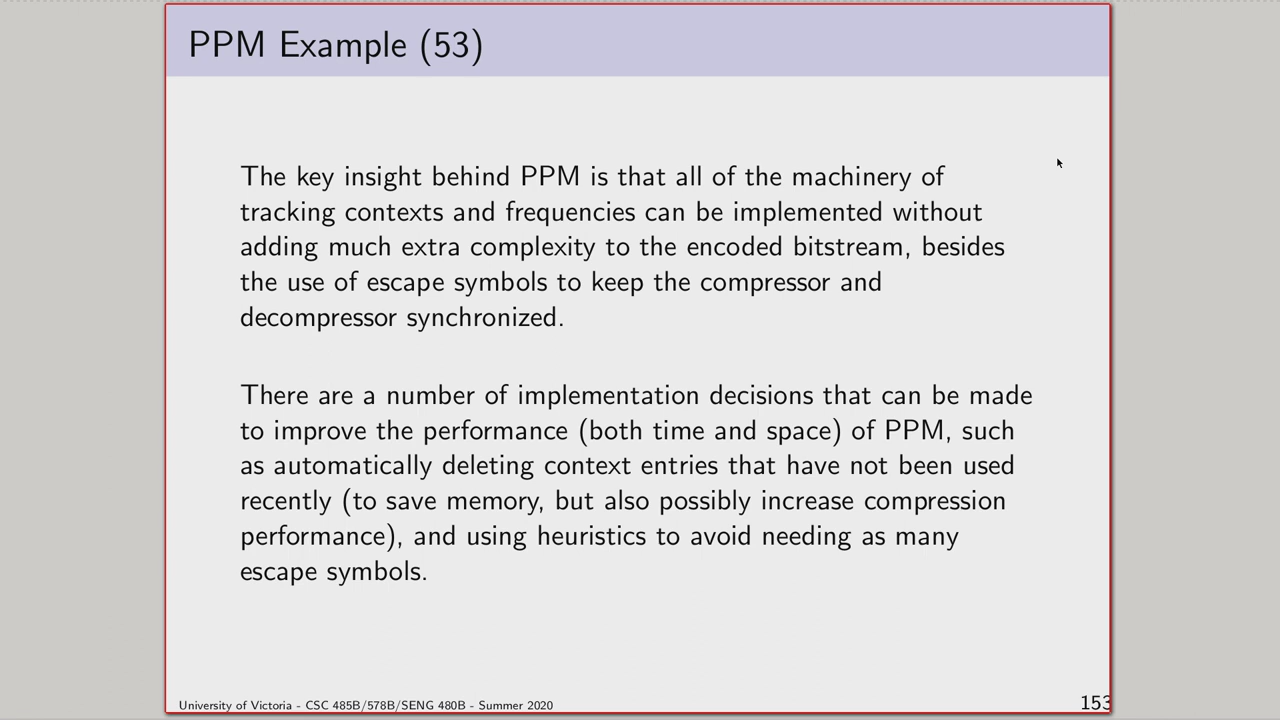 PPM Example (53)
The key insight behind PPM is that all of the machinery of
tracking contexts and frequencies can be implemented without
adding much extra complexity to the encoded bitstream, besides
the use of escape symbols to keep the compressor and
decompressor synchronized.
There are a number of implementation decisions that can be made
to improve the performance (both time and space) of PPM, such
as automatically deleting context entries that have not been used
recently (to save memory, but also possibly increase compression
performance), and using heuristics to avoid needing as many
escape symbols.
University of Victoria - CSC 485B/578B/SENG 480B - Summer 2020
153